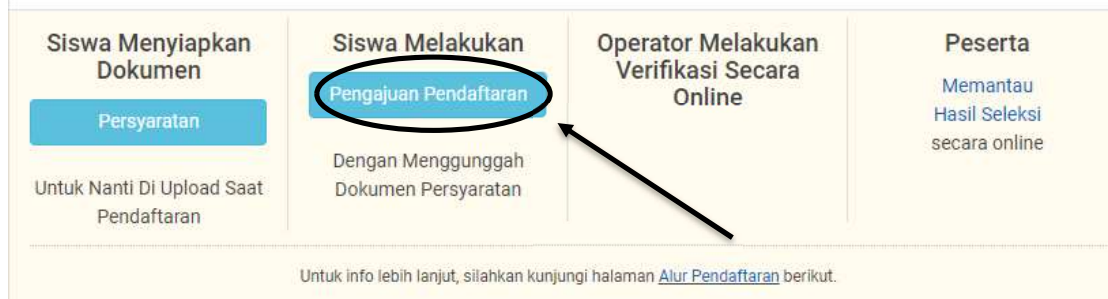 Siswa Menyiapkan
Dokumen
Persyaratan
Untuk Nanti Di Upload Saat
Pendaftaran
Siswa Melakukan
Pengajuan Pendaftaran
Dengan Menggunggah
Dokumen Persyaratan
Operator Melakukan
Verifikasi Secara
Online
Peserta
Memantau
Hasil Seleksi
secara online
Untuk info lebih lanjut, silahkan kunjungi halaman Alur Pendaftaran berikut.